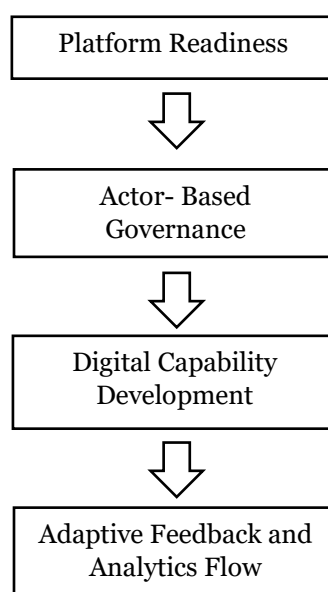 Platform Readiness
Actor- Based
Governance
Digital Capability
Development
Adaptive Feedback and
Analytics Flow